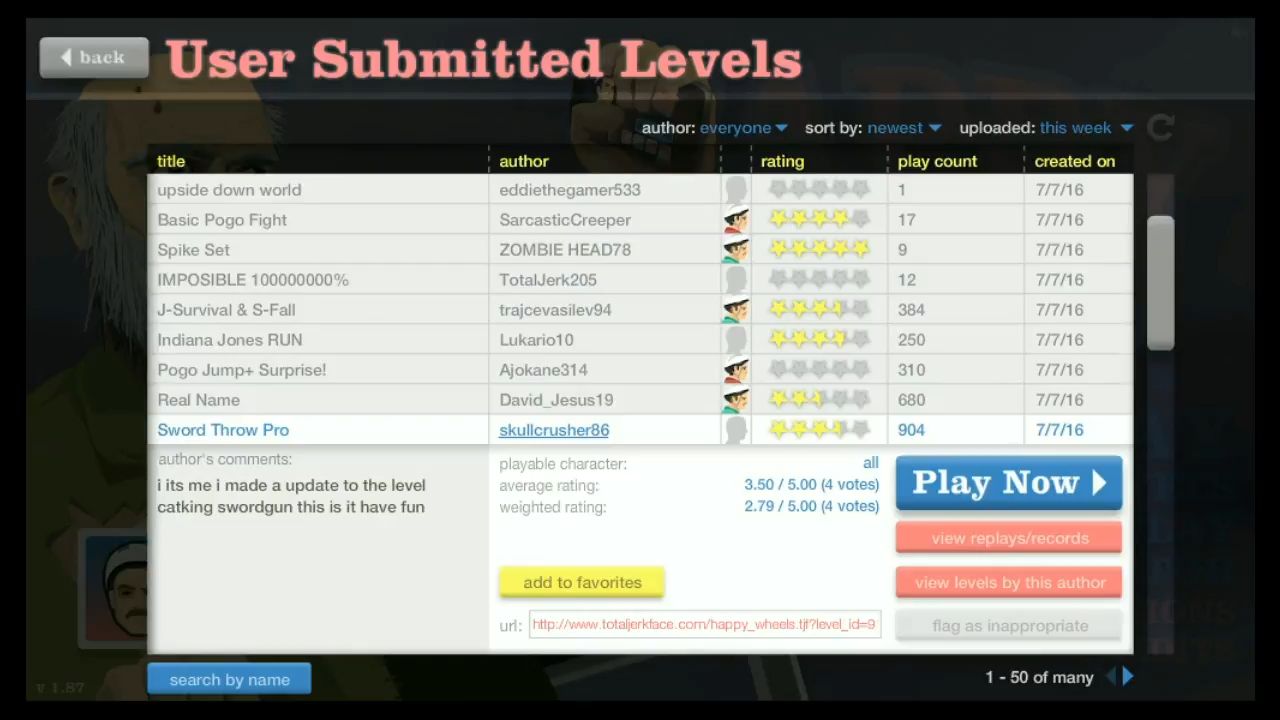 back
User Submitted Levels
author: everyone sort by: newest uploaded: this week
title author rating play count created on
upside down world eddiethegamer533 1 7/7/16
Basic Pogo Fight SarcasticCreeper 17 7/7/16
Spike Set ZOMBIE HEAD78 9 7/7/16
IMPOSIBLE 100000000% TotalJerk205 12 7/7/16
J-Survival & S-Fall trajcevasilev94 384 7/7/16
Indiana Jones RUN Lukario10 250 7/7/16
Pogo Jump+ Surprise! Ajokane314 310 7/7/16
Real Name David_Jesus19 680 7/7/16
Sword Throw Pro skullcrusher86 904 7/7/16
author's comments:
i its me i made a update to the level
catking swordgun this is it have fun
playable character: all
average rating: 3.50 / 5.00 (4 votes)
weighted rating: 2.79 / 5.00 (4 votes)
add to favorites
url: http://www.totaljerkface.com/happy_wheels.tjf?level_id=9
Play Now
view replays/records
view levels by this author
flag as inappropriate
search by name
1 - 50 of many
v 1.87